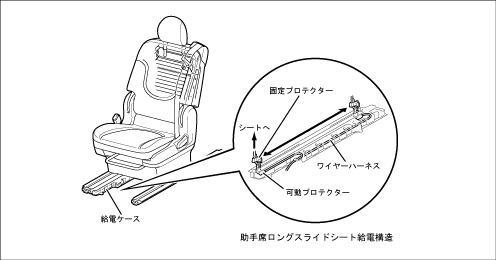 固定プロテクター
シートへ
ワイヤーハーネス
可動プロテクター
給電ケース
助手席ロングスライドシート給電構造